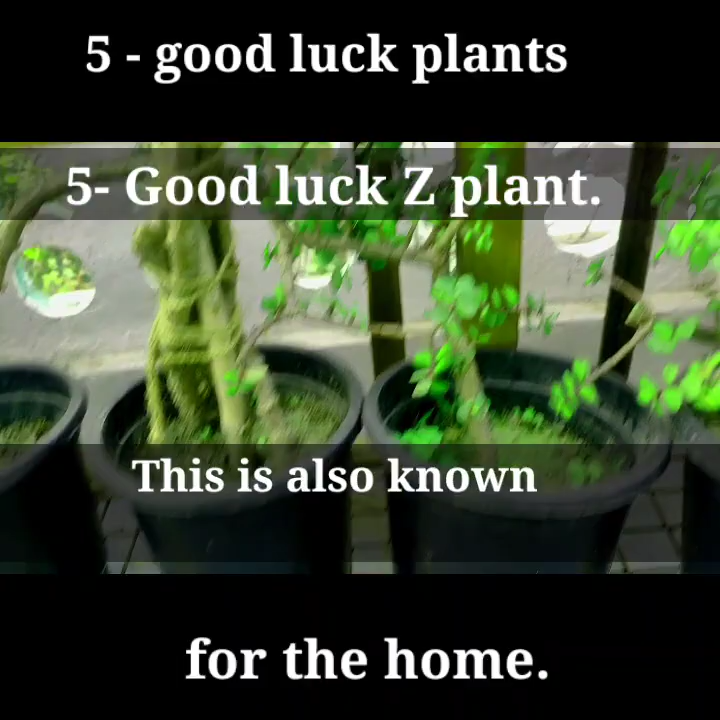 5 - good luck plants
5- Good luck Z plant.
This is also known
for the home.